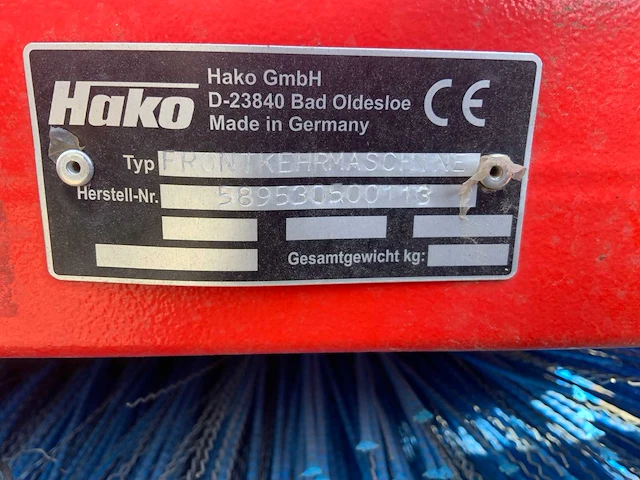 Hako
Hako GmbH
D-23840 Bad Oldesloe
Made in Germany
CE
Typ FRONTKEHRMASCHINE
Herstell-Nr. 589530500113
Gesamtgewicht kg: